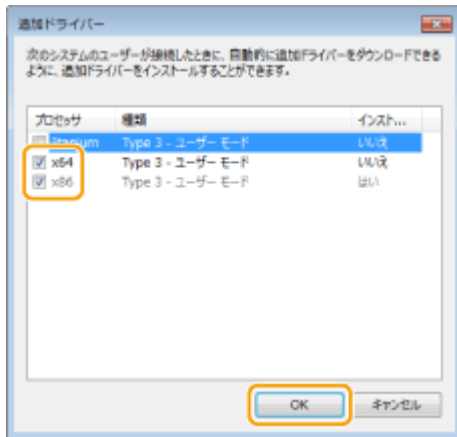 追加ドライバー
次のシステムのユーザーが接続したときに、自動的に追加ドライバーをダウンロードできる
ように、追加ドライバーをインストールすることができます。
プロセッサ 種類 インスト...
Itanium Type 3 - ユーザー モード いいえ
x64 Type 3 - ユーザー モード いいえ
x86 Type 3 - ユーザー モード はい
OK キャンセル